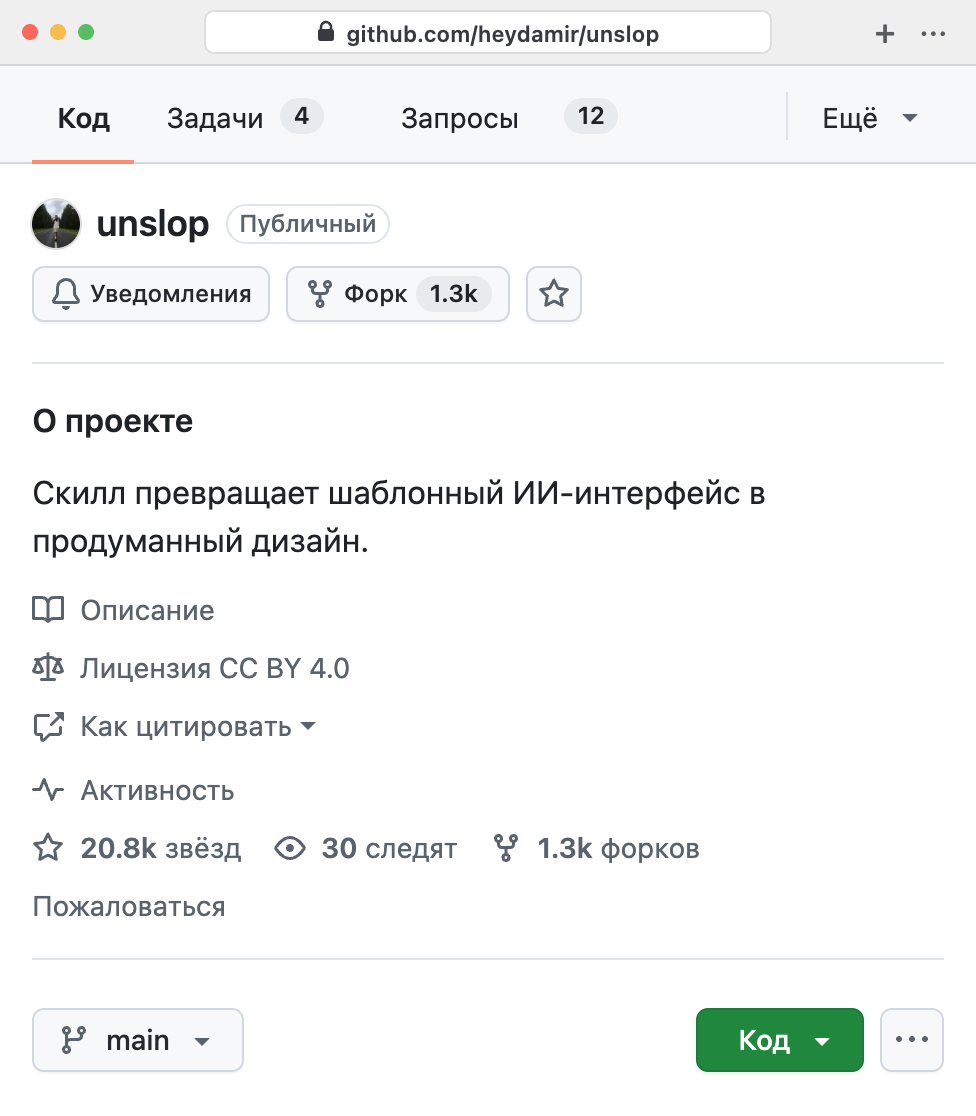 github.com/heydamir/unslop
Код Задачи 4 Запросы 12 Ещё
unslop Публичный
Уведомления Форк 1.3k
О проекте
Скилл превращает шаблонный ИИ-интерфейс в
продуманный дизайн.
Описание
Лицензия CC BY 4.0
Как цитировать
Активность
20.8k звёзд 30 следят 1.3k форков
Пожаловаться
main Код